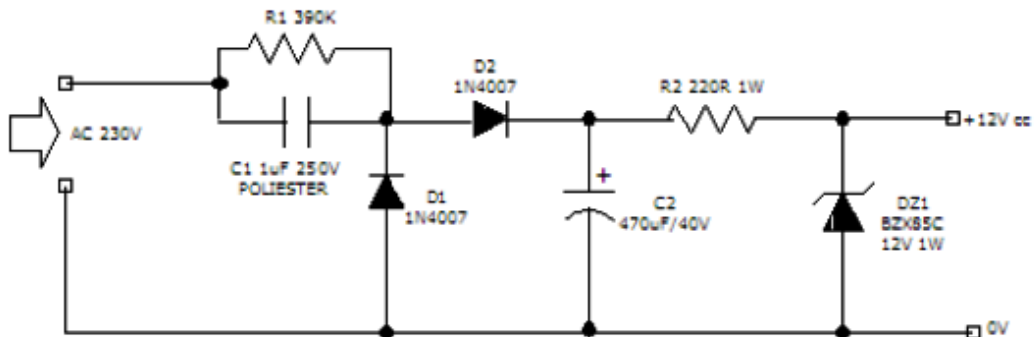 R1 390K
D2
1N4007
R2 220R 1W
AC 230V
+12V cc
C1 1uF 250V
POLIESTER
D1
1N4007
+
C2
470uF/40V
DZ1
BZX85C
12V 1W
0V